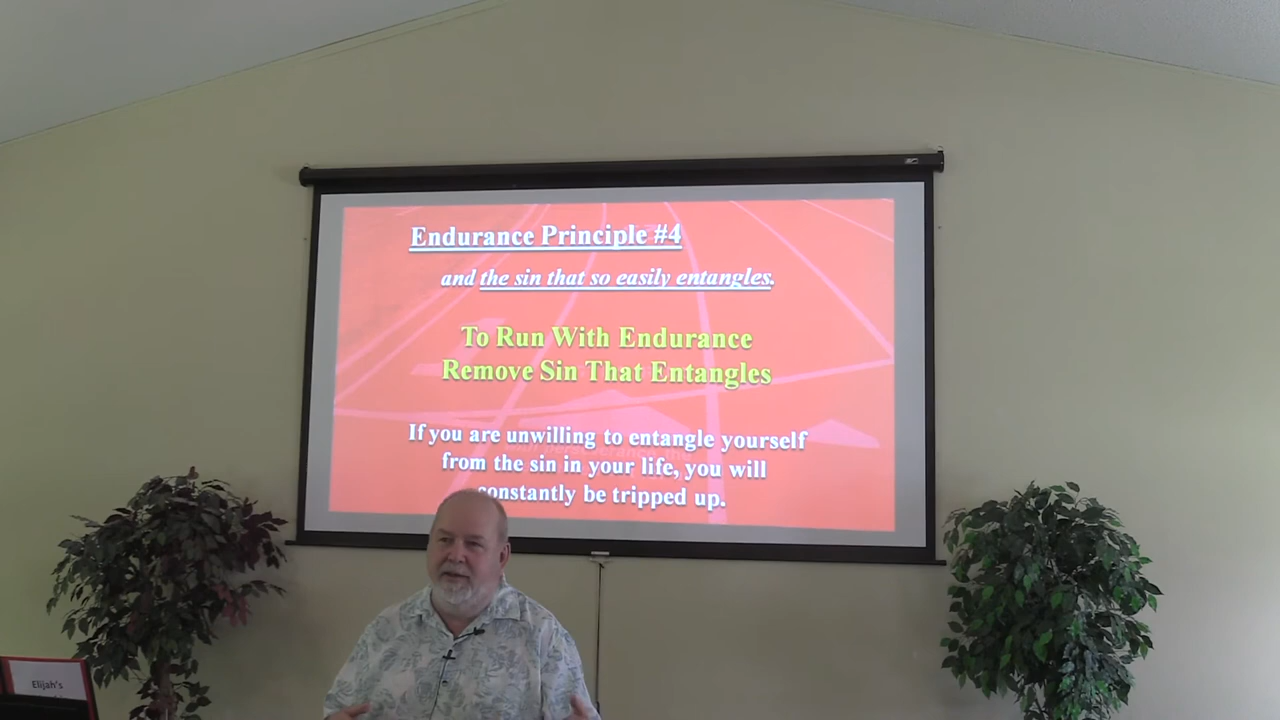 Endurance Principle #4
and the sin that so easily entangles.
To Run With Endurance
Remove Sin That Entangles
If you are unwilling to entangle yourself
from the sin in your life, you will
constantly be tripped up.
Elijah's